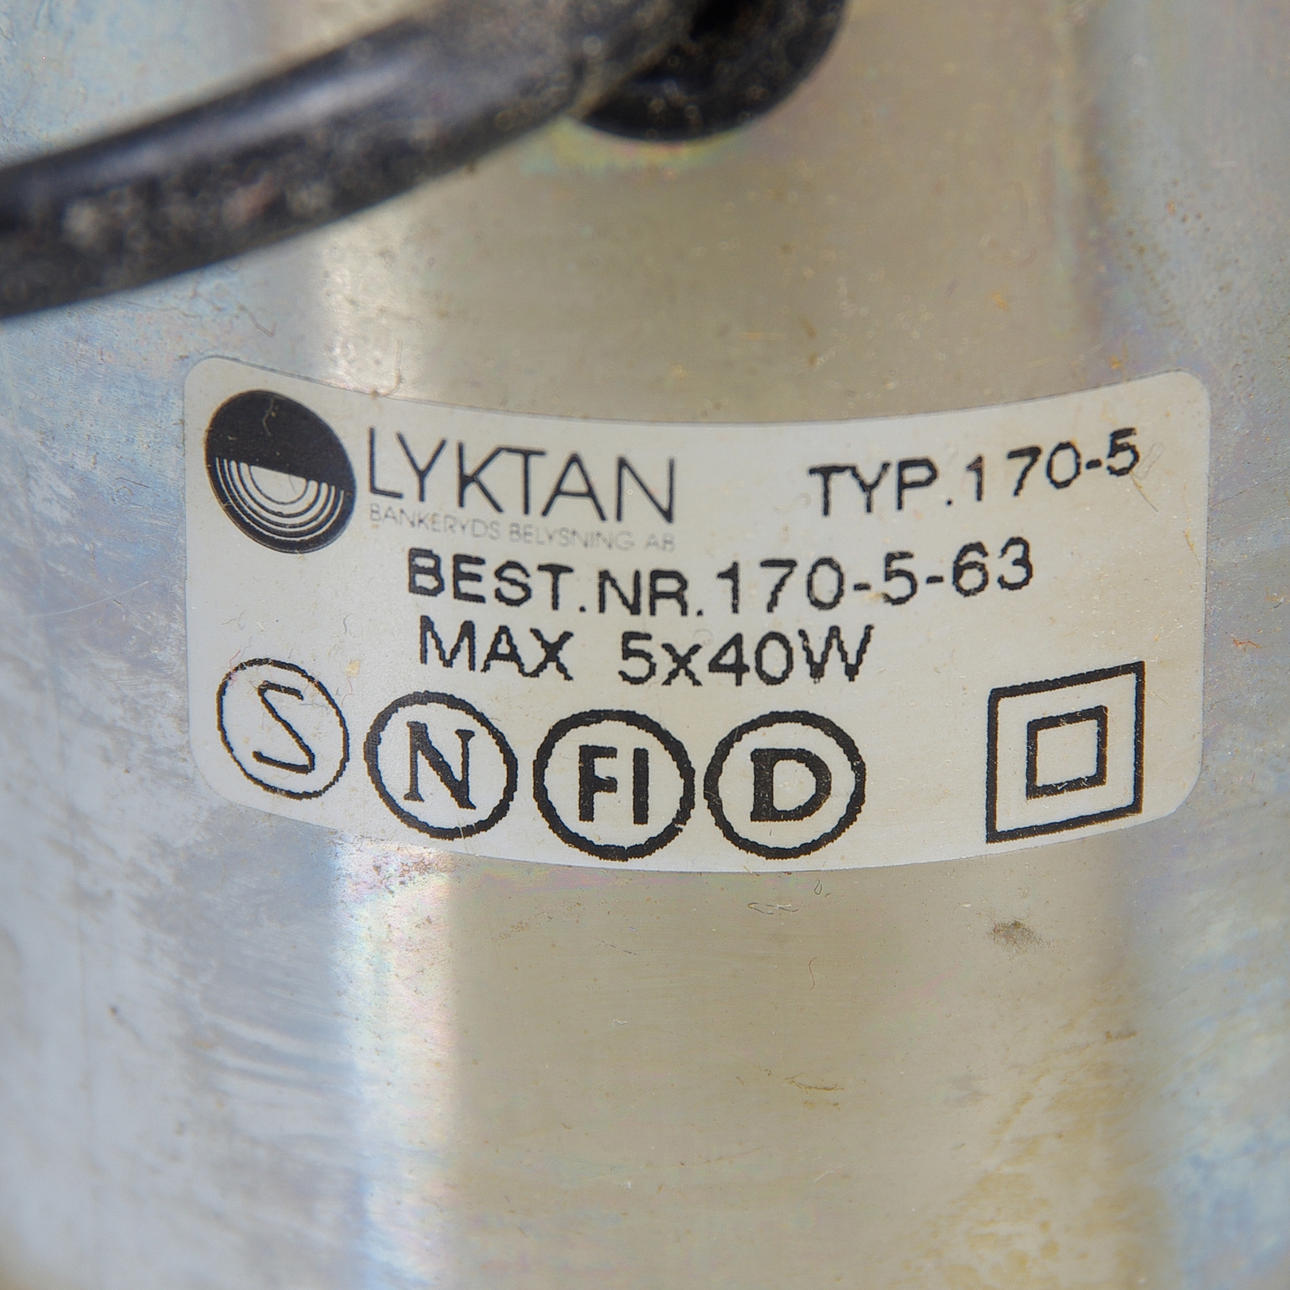 LYKTAN
BANKERYDS BELYSNING AB
TYP.170-5
BEST.NR.170-5-63
MAX 5x40W
S N FI D